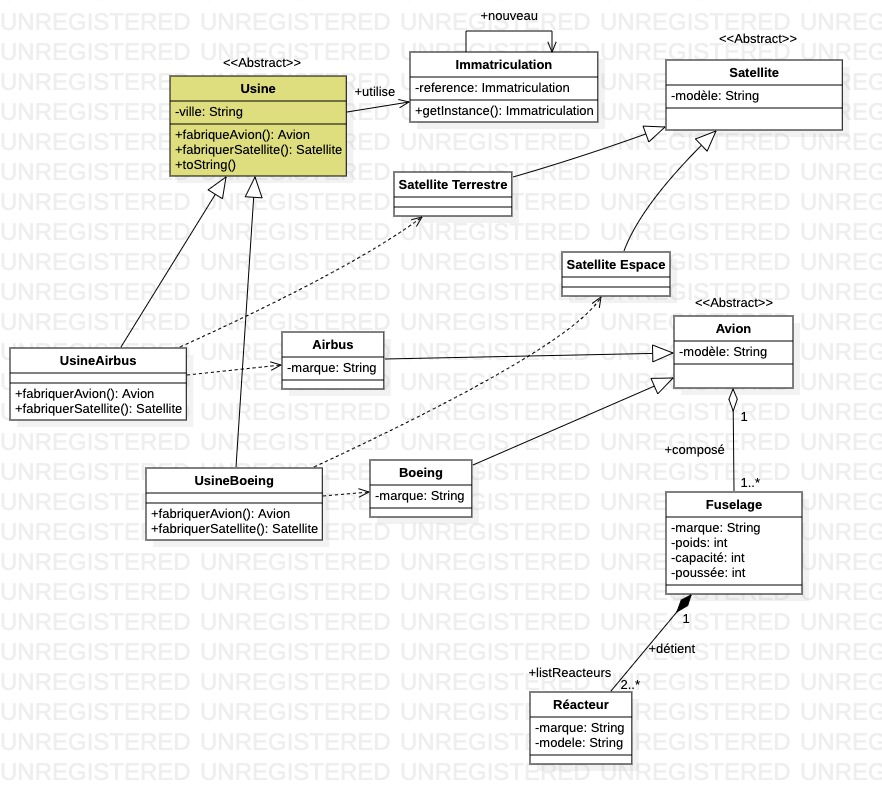 +nouveau
<<Abstract>>
<<Abstract>>
Immatriculation
-reference: Immatriculation
+getInstance(): Immatriculation
Satellite
-modèle: String
Usine
-ville: String
+fabriqueAvion(): Avion
+fabriquerSatellite(): Satellite
+toString()
+utilise
Satellite Terrestre
Satellite Espace
<<Abstract>>
Avion
-modèle: String
UsineAirbus
+fabriquerAvion(): Avion
+fabriquerSatellite(): Satellite
Airbus
-marque: String
1
+composé
1..*
UsineBoeing
+fabriquerAvion(): Avion
+fabriquerSatellite(): Satellite
Boeing
-marque: String
Fuselage
-marque: String
-poids: int
-capacité: int
-poussée: int
1
+détient
+listReacteurs
2..*
Réacteur
-marque: String
-modele: String
UNREGISTERED UNREGISTERED UNREGISTERED UNREGISTERED UNREG